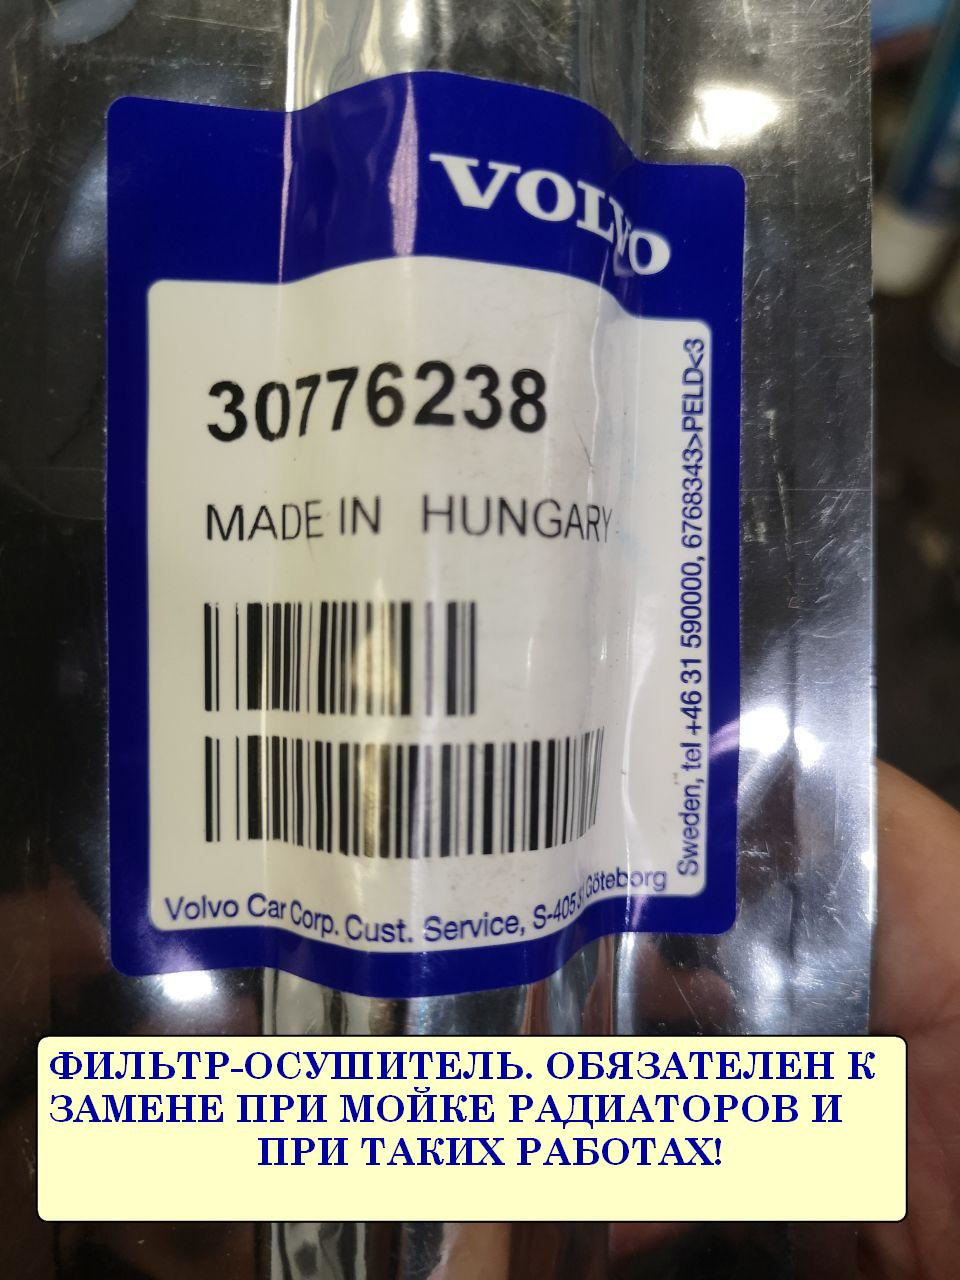 VOLVO
30776238
MADE IN HUNGARY
Sweden, tel +46 31 590000, 6768343>PELD<3
Volvo Car Corp. Cust. Service, S-405 Göteborg
ФИЛЬТР-ОСУШИТЕЛЬ. ОБЯЗАТЕЛЕН К
ЗАМЕНЕ ПРИ МОЙКЕ РАДИАТОРОВ И
ПРИ ТАКИХ РАБОТАХ!